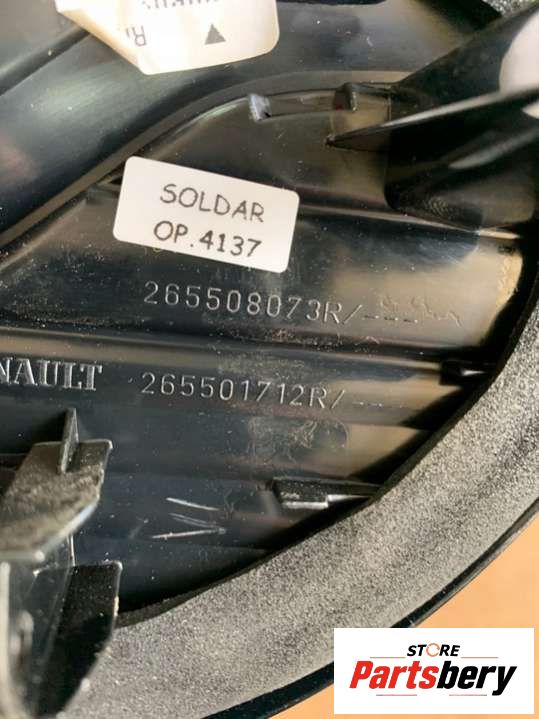 SOLDAR
OP.4137
265508073R/---
NAULT 265501712R/---
STORE
Partsbery